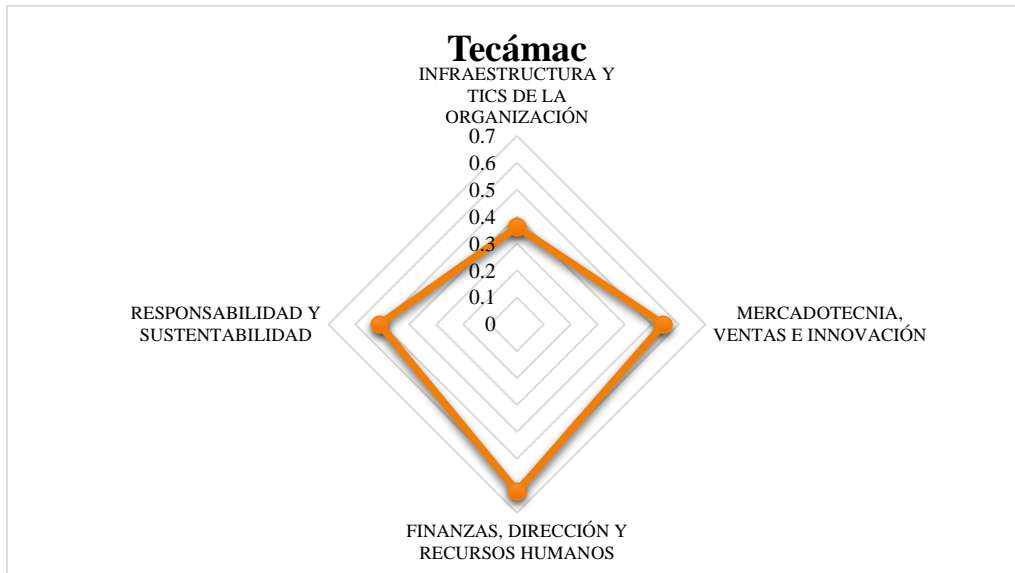 Tecámac
INFRAESTRUCTURA Y
TICS DE LA
ORGANIZACIÓN
0.7
0.6
0.5
0.4
0.3
0.2
0.1
0
RESPONSABILIDAD Y
SUSTENTABILIDAD
MERCADOTECNIA,
VENTAS E INNOVACIÓN
FINANZAS, DIRECCIÓN Y
RECURSOS HUMANOS